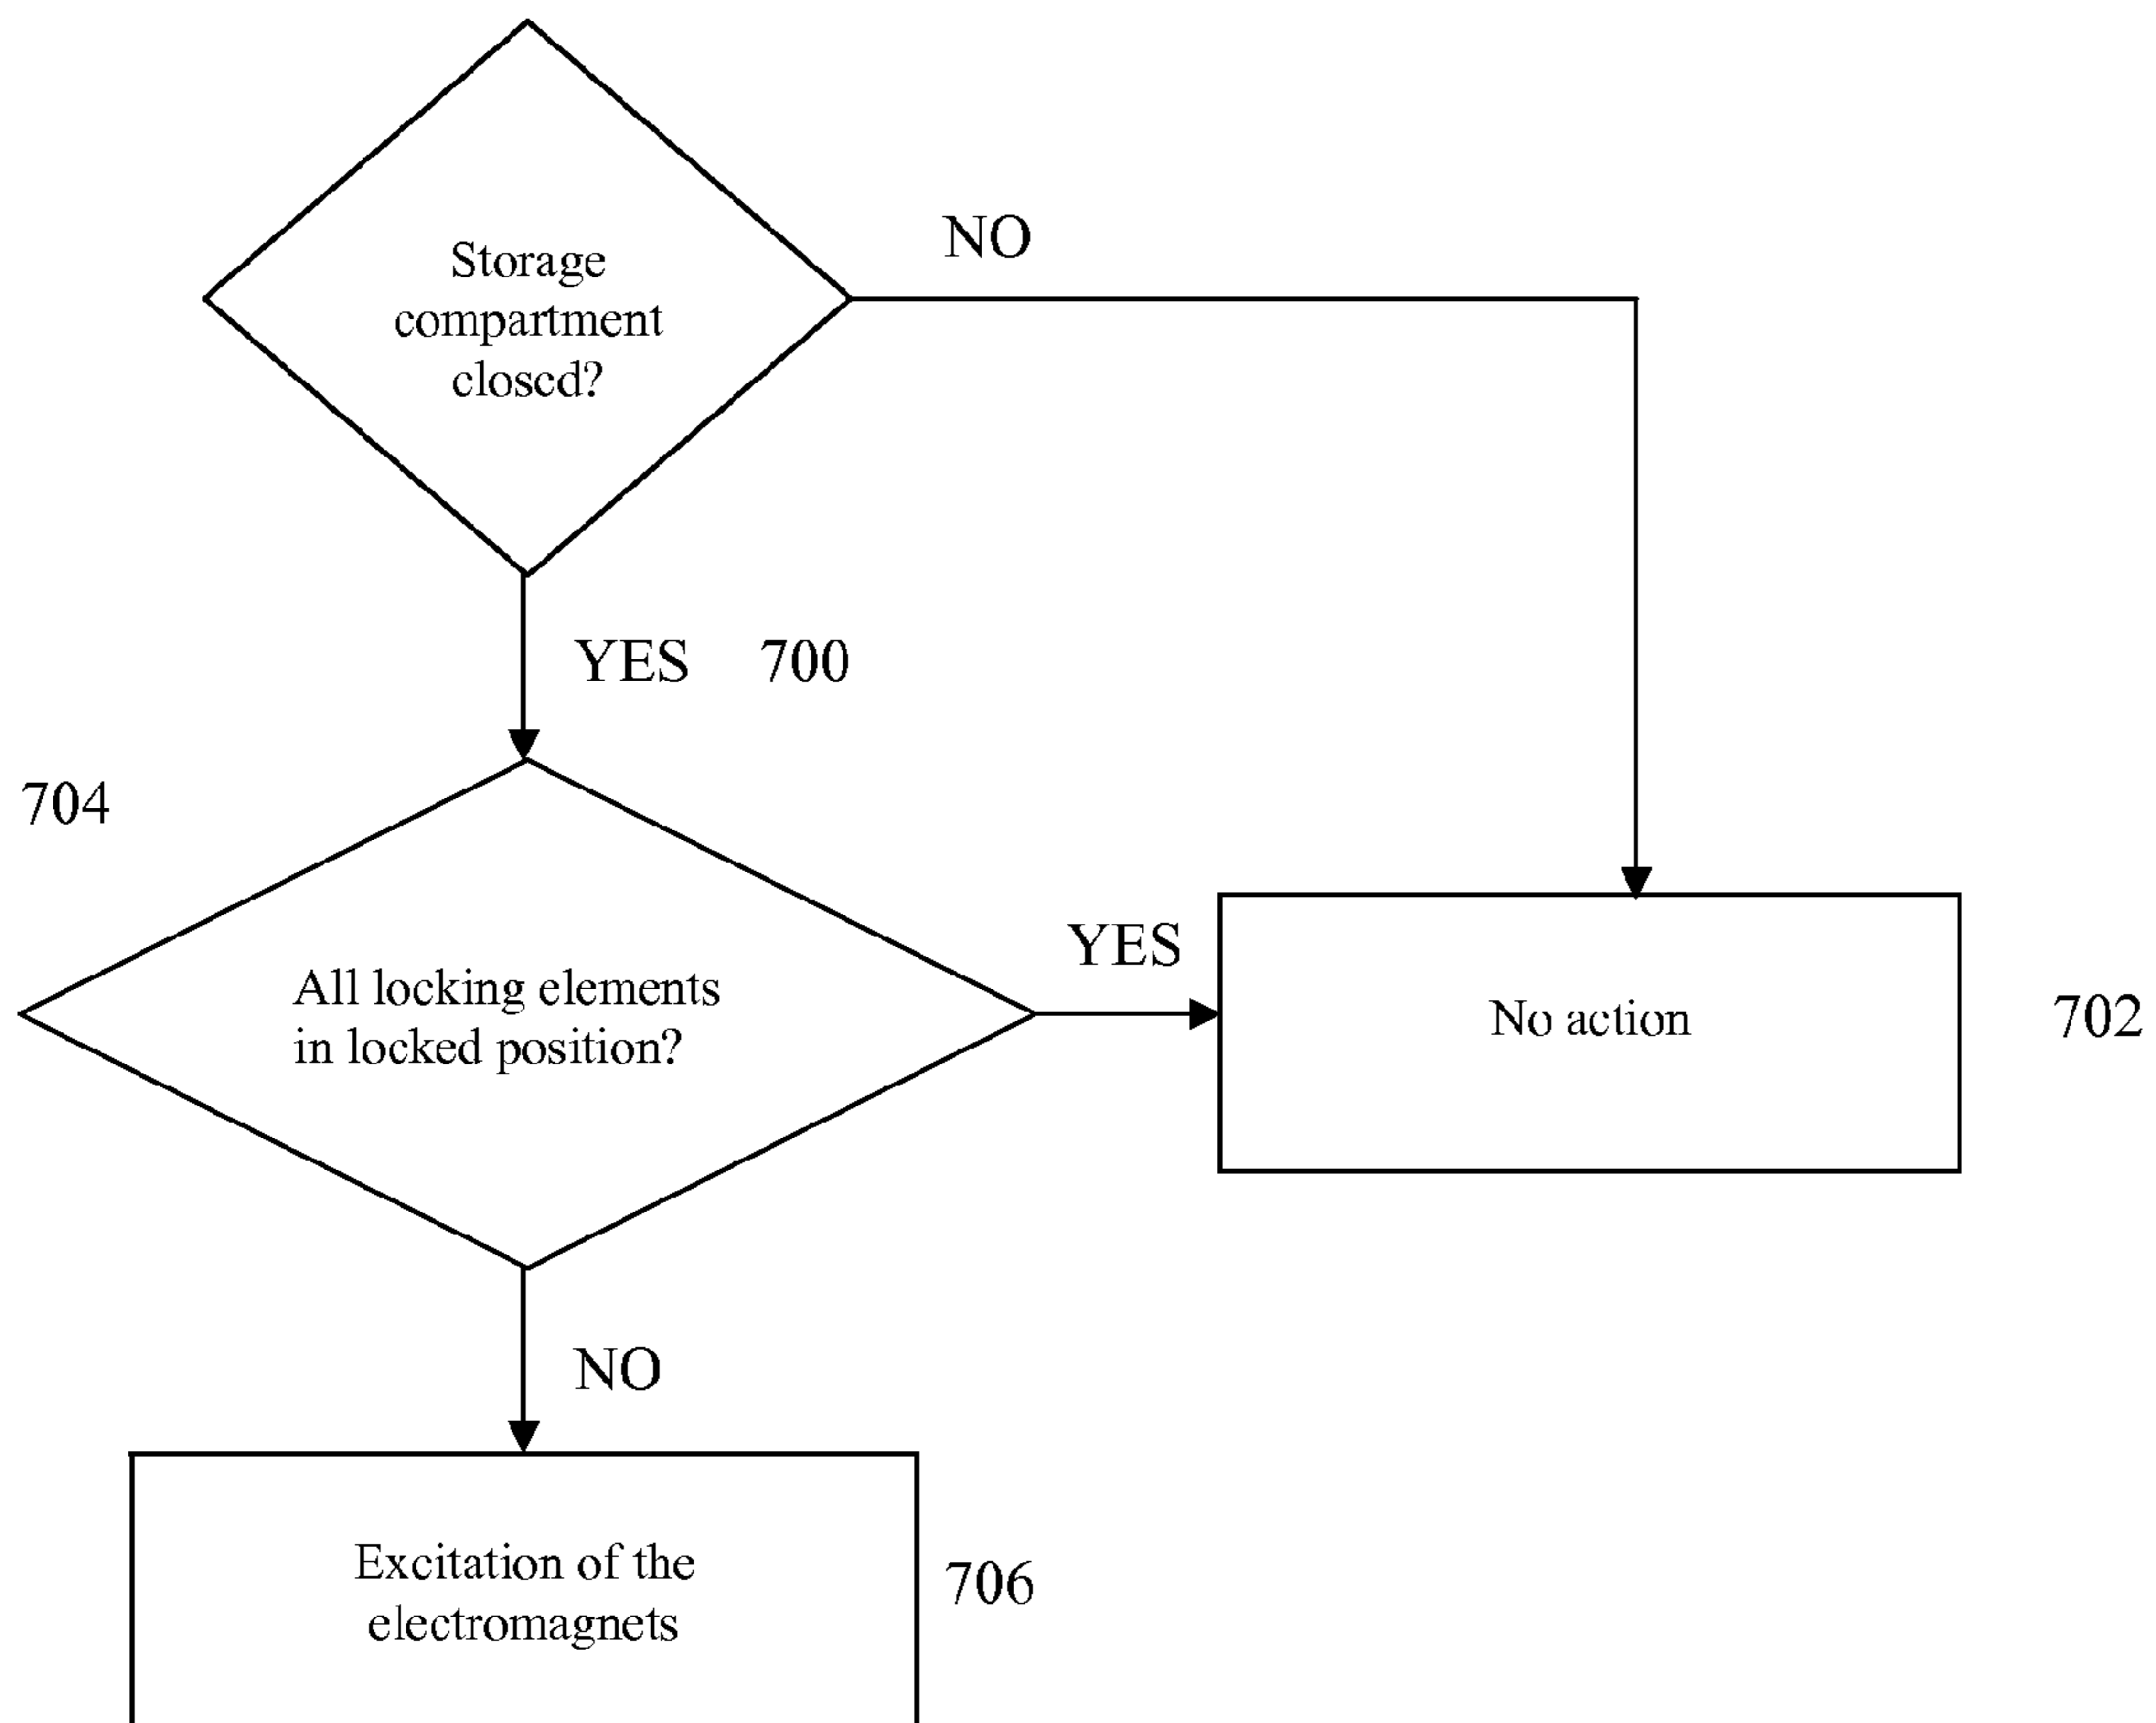 Storage
compartment
closed?
NO
YES 700
704
All locking elements
in locked position?
YES
No action
702
NO
Excitation of the
electromagnets
706